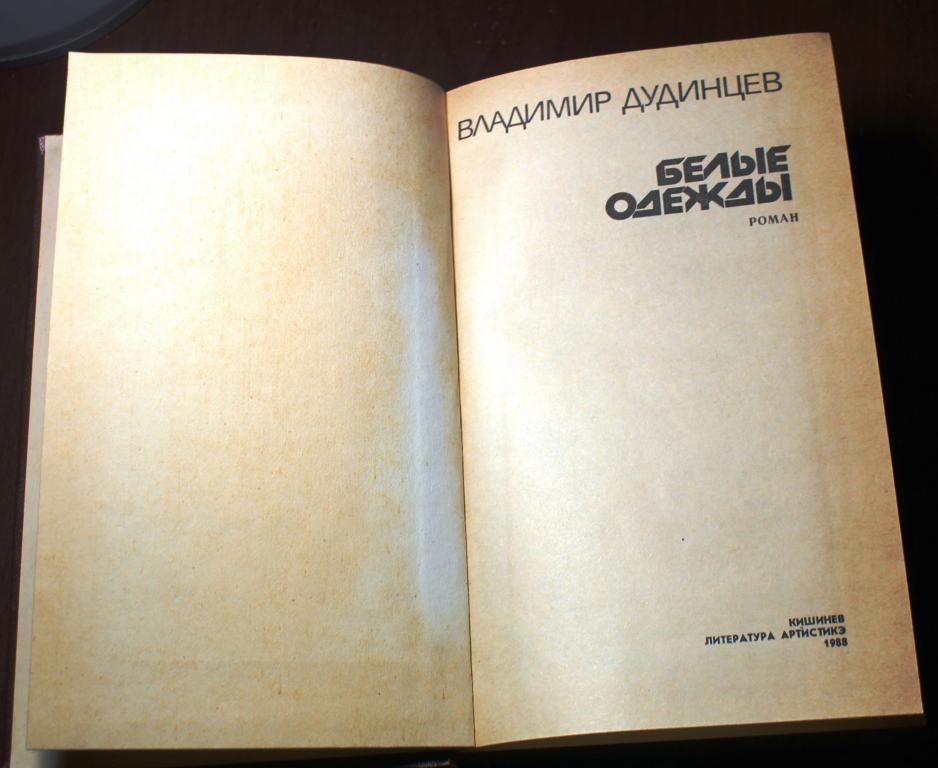 ВЛАДИМИР ДУДИНЦЕВ
БЕЛЫЕ
ОДЕЖДЫ
РОМАН
КИШИНЕВ
ЛИТЕРАТУРА АРТИСТИКЭ
1988